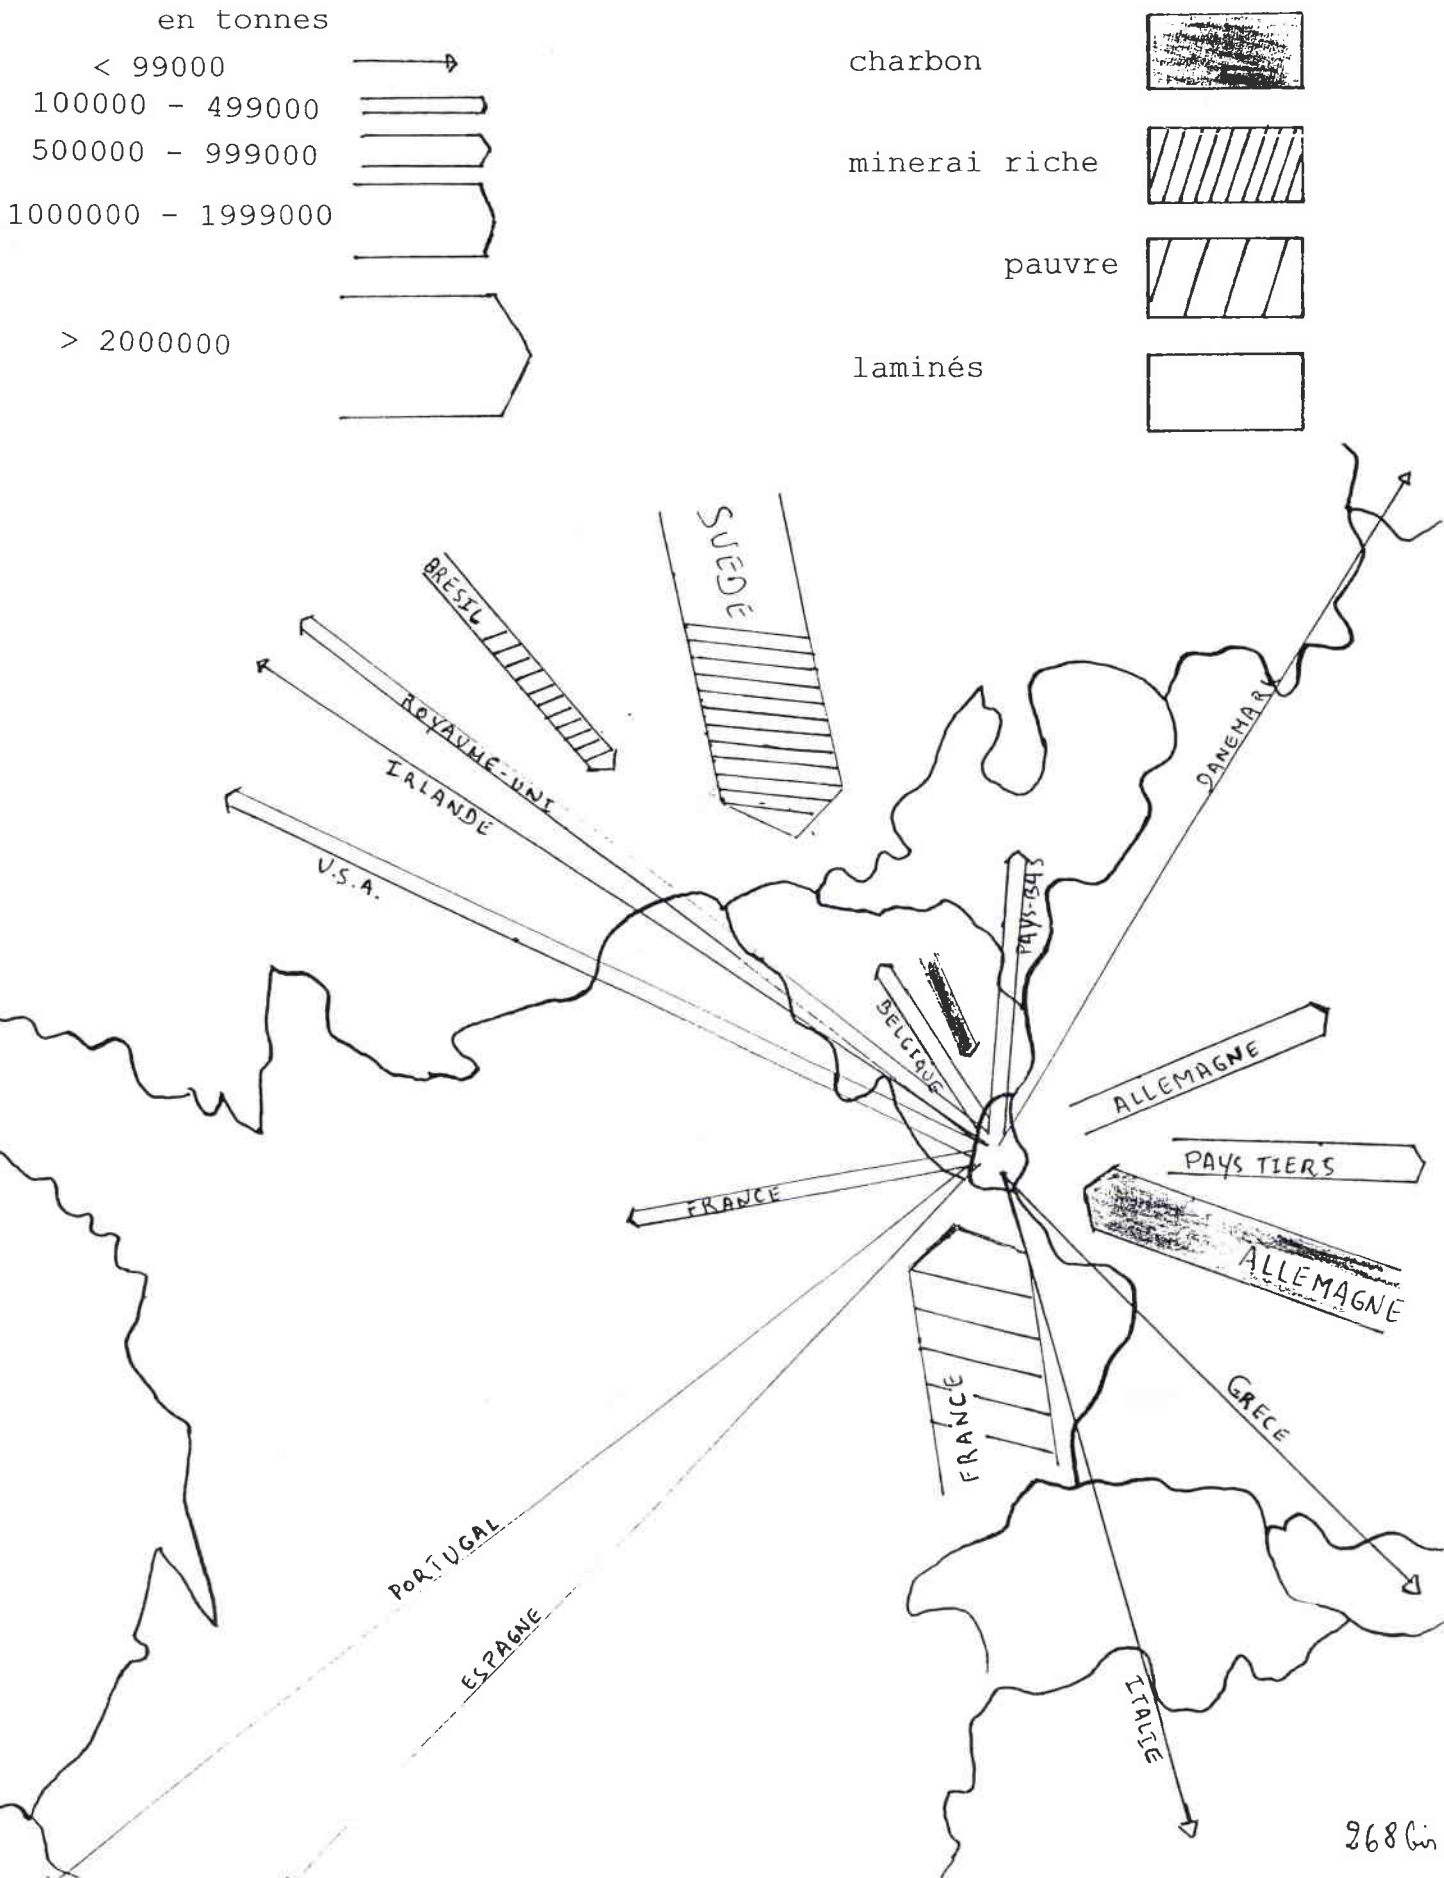 en tonnes
< 99000
100000 - 499000
500000 - 999000
1000000 - 1999000
> 2000000
charbon
minerai riche
pauvre
laminés
SUEDE
BRESIL
ROYAUME-UNI
IRLANDE
U.S.A.
DANEMARK
PAYS-BAS
BELGIQUE
ALLEMAGNE
PAYS TIERS
FRANCE
ALLEMAGNE
FRANCE
GRECE
PORTUGAL
ESPAGNE
ITALIE
268 bis